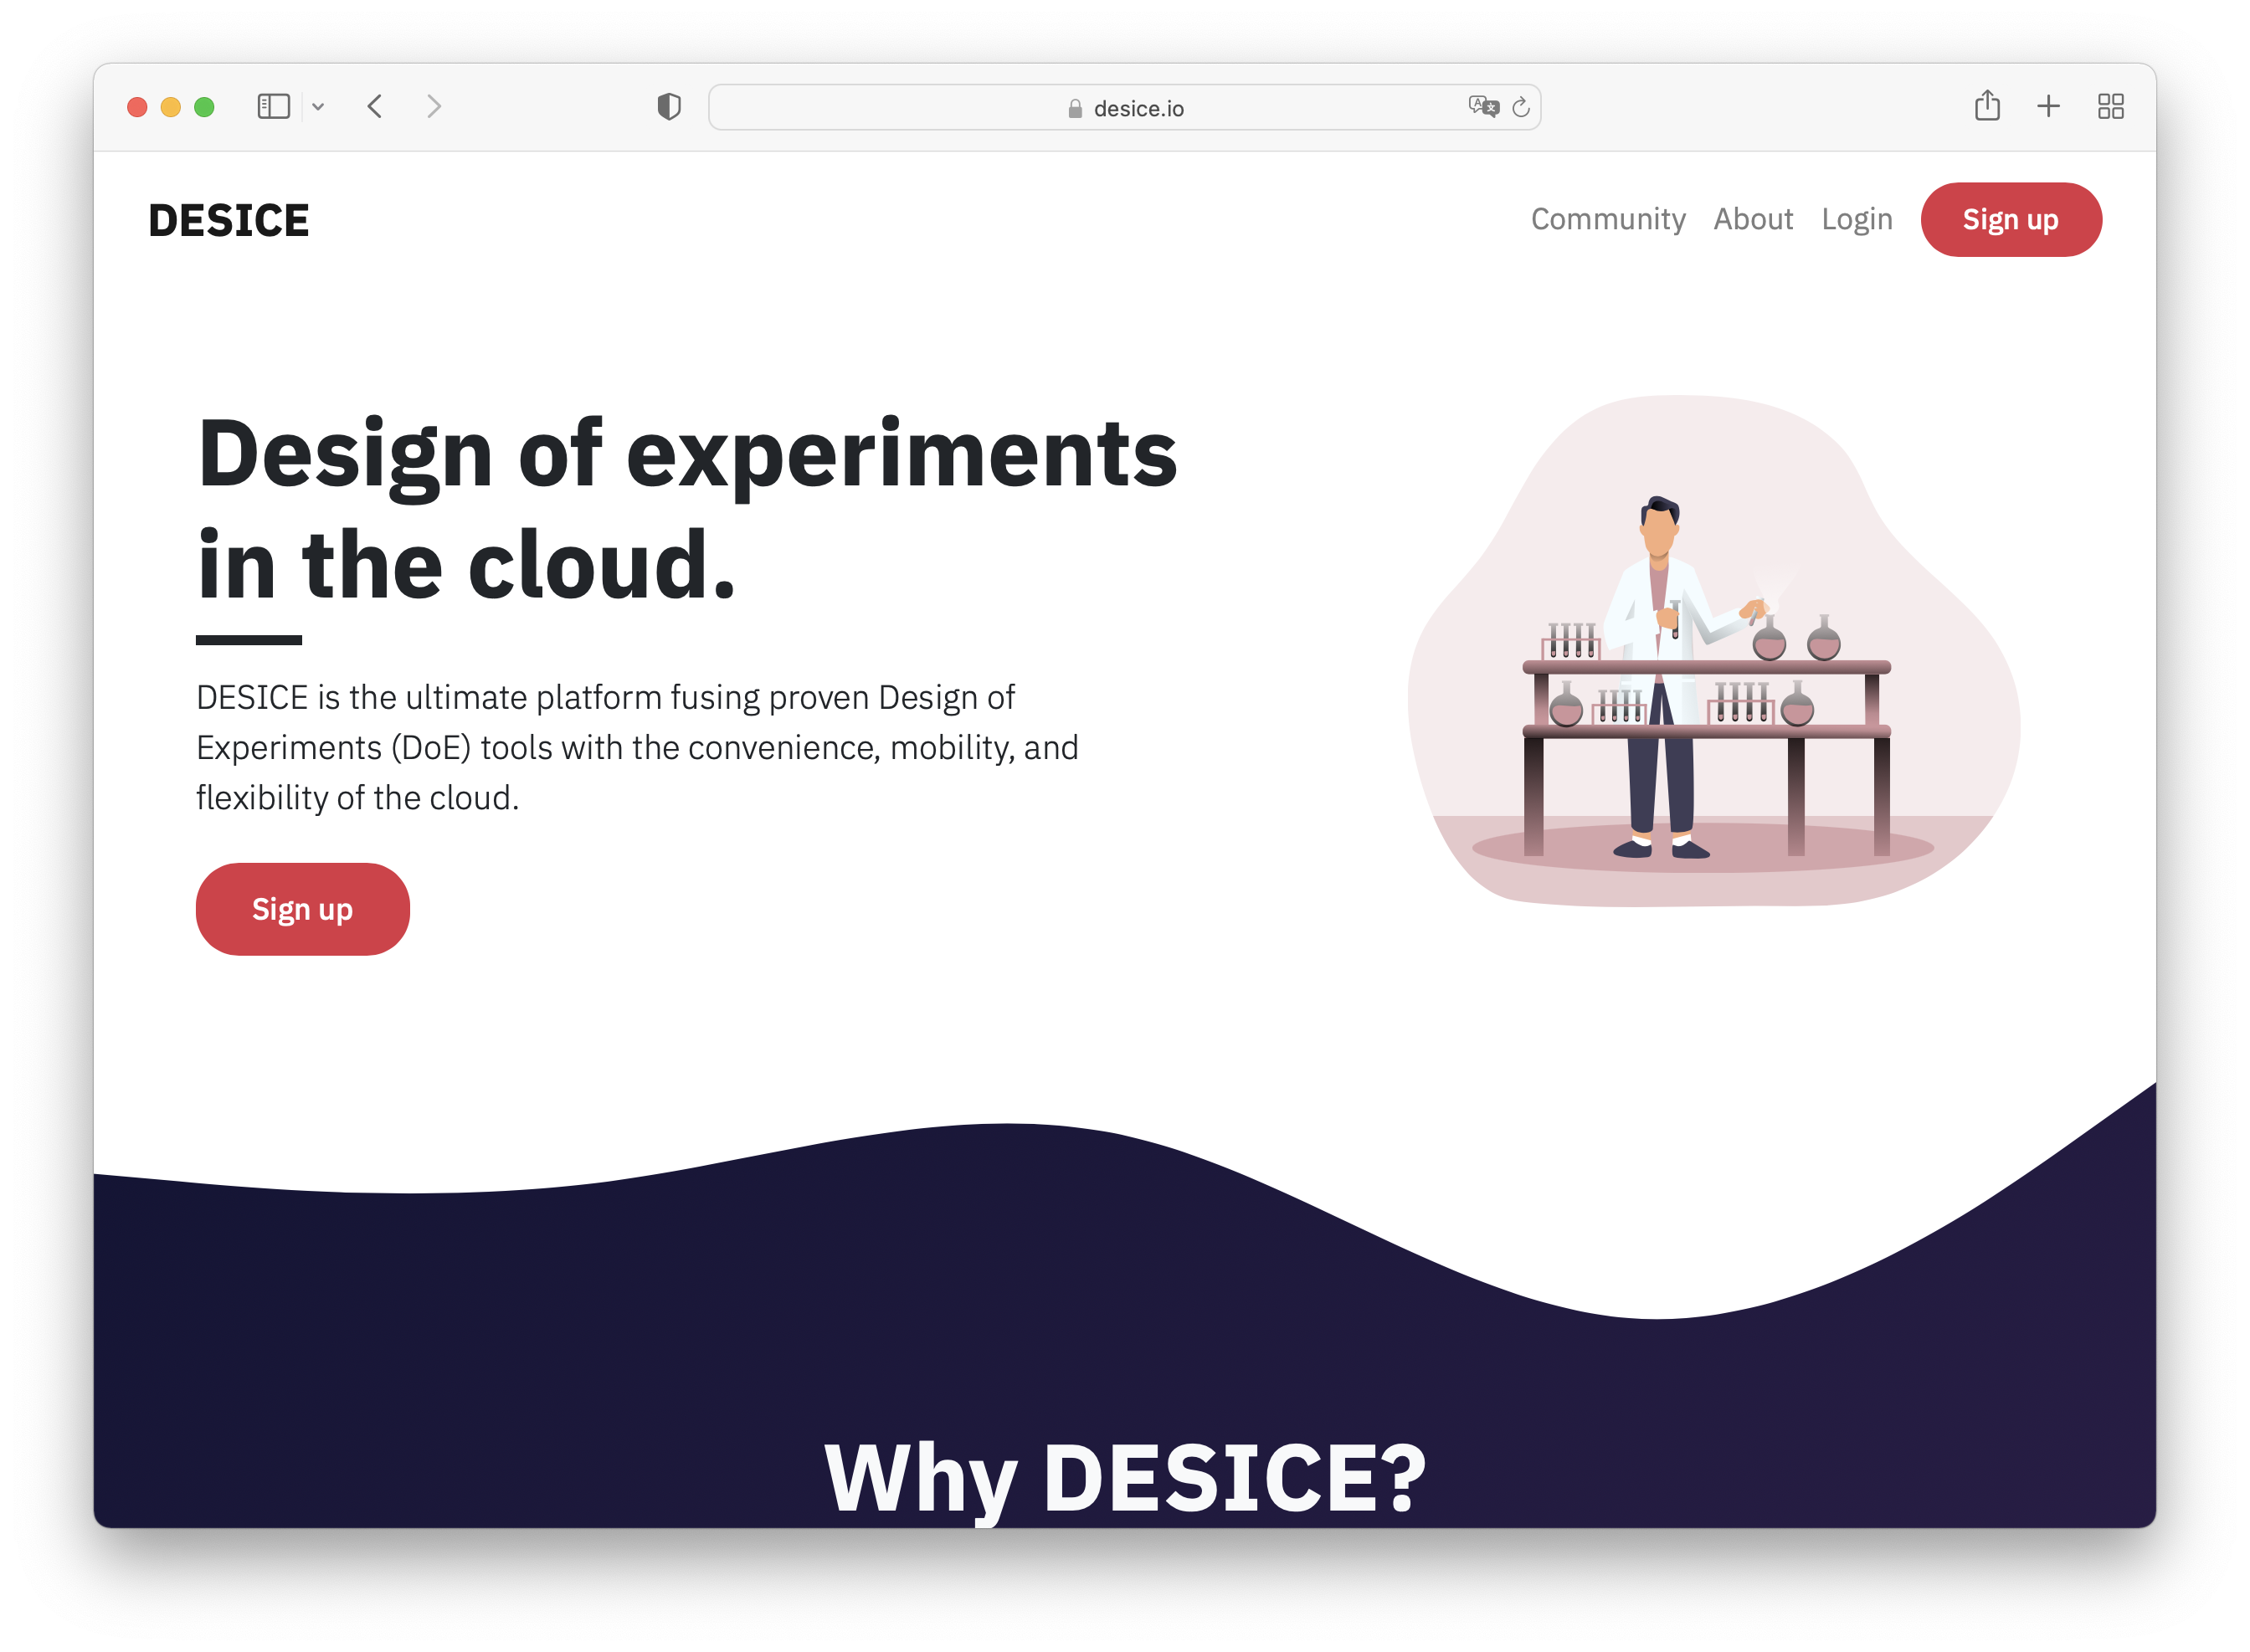 desice.io
DESICE
Community About Login Sign up
Design of experiments
in the cloud.
DESICE is the ultimate platform fusing proven Design of
Experiments (DoE) tools with the convenience, mobility, and
flexibility of the cloud.
Sign up
Why DESICE?